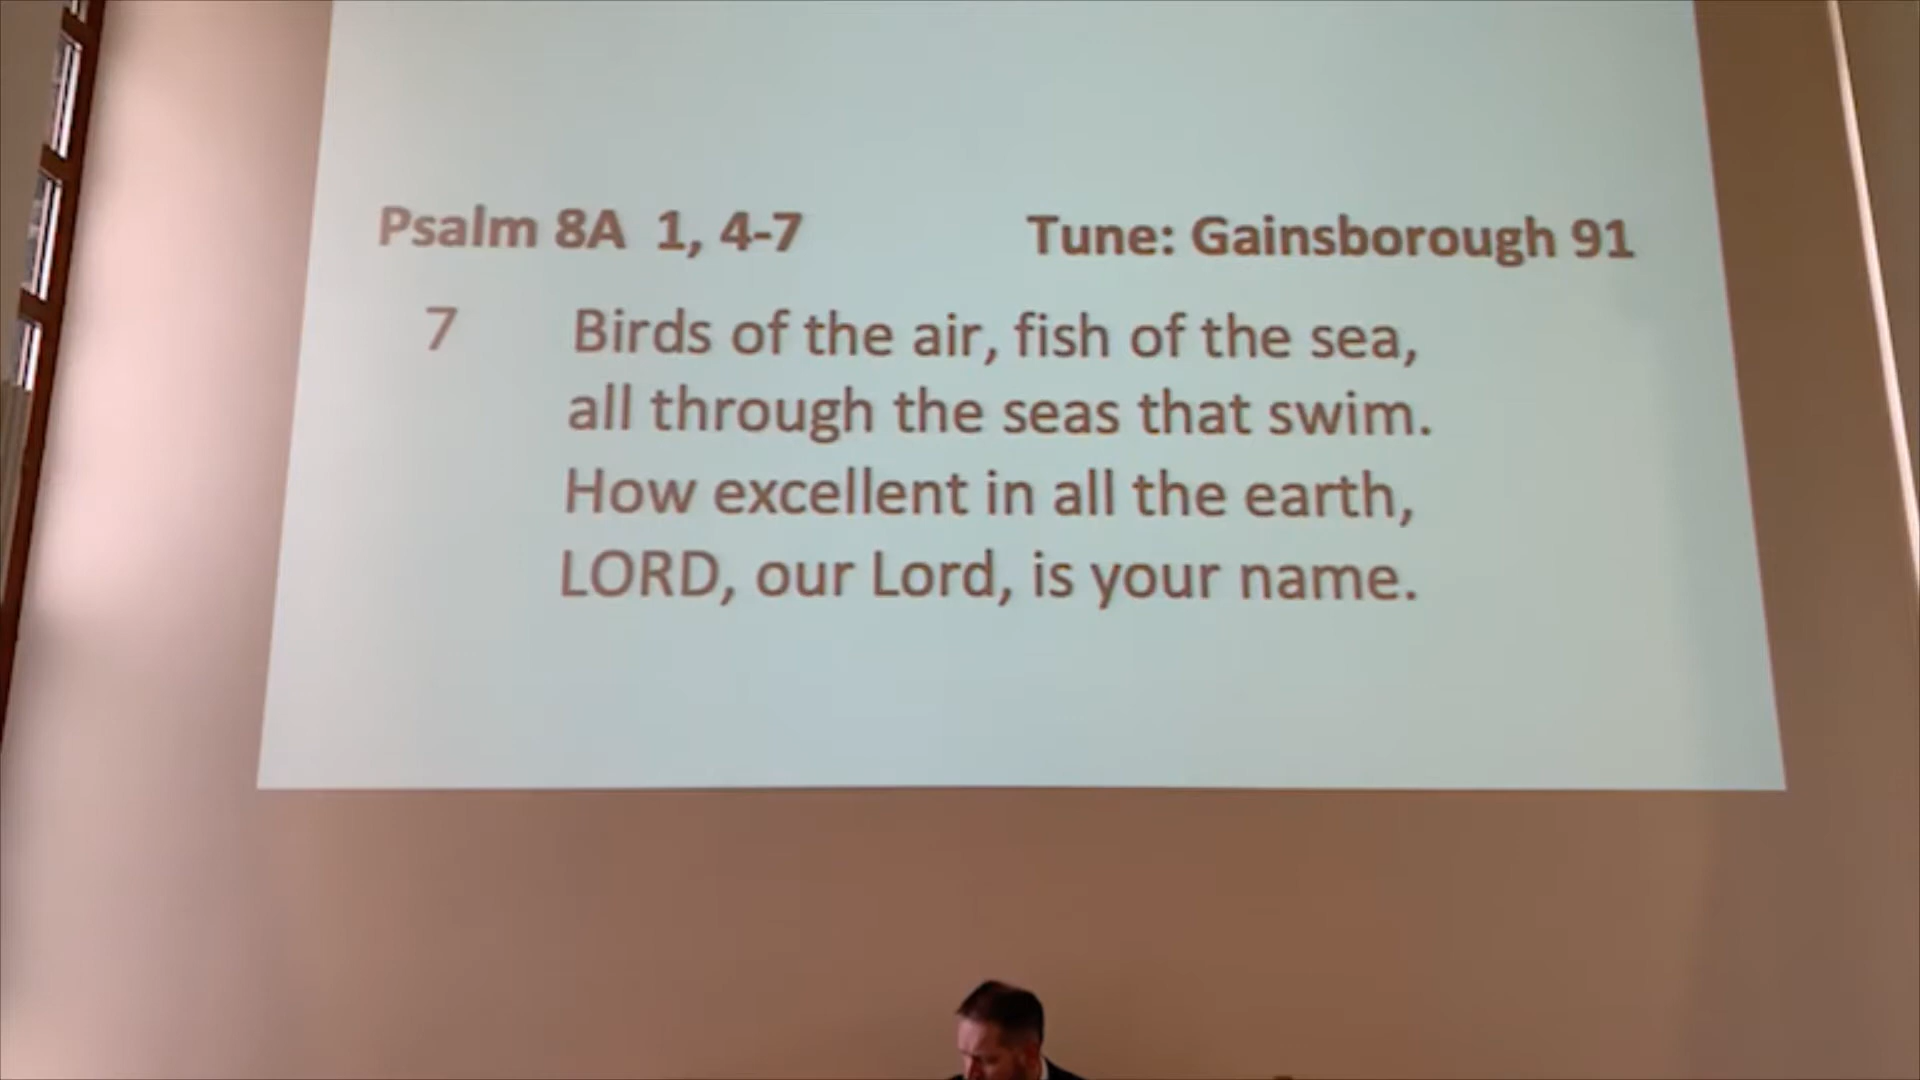 Psalm 8A 1, 4-7 Tune: Gainsborough 91
7 Birds of the air, fish of the sea,
all through the seas that swim.
How excellent in all the earth,
LORD, our Lord, is your name.